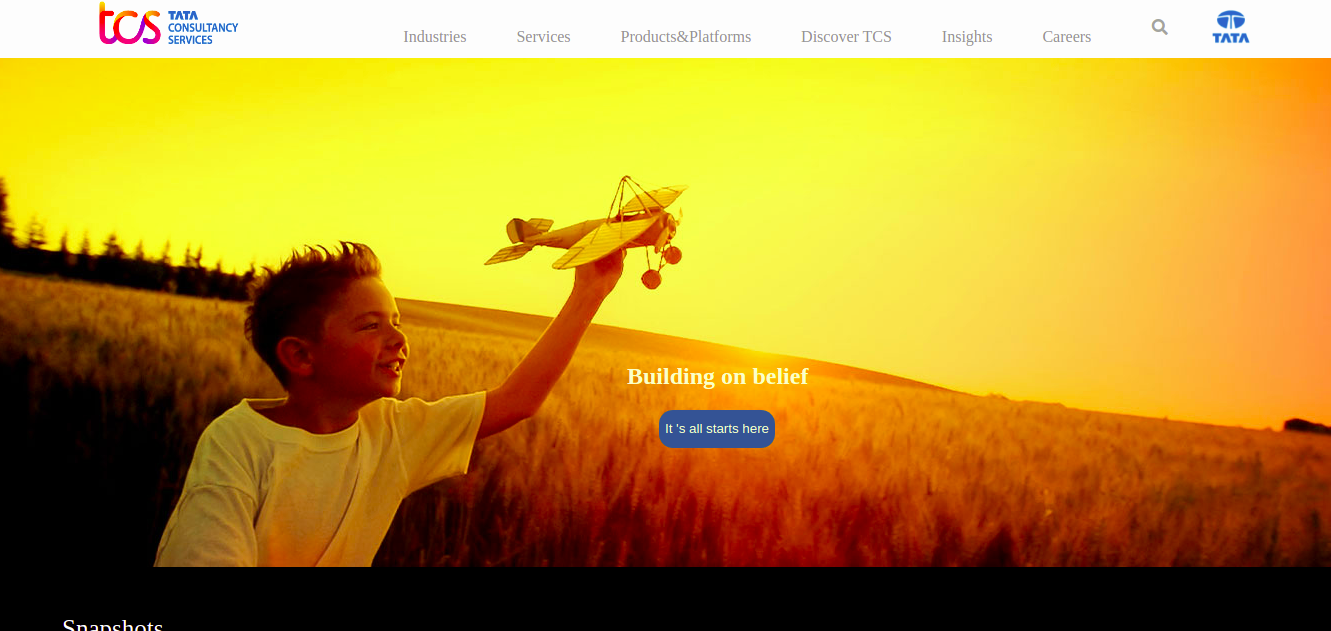 tcs TATA
CONSULTANCY
SERVICES
Industries Services Products&Platforms Discover TCS Insights Careers
TATA
Building on belief
It 's all starts here
Snapshots